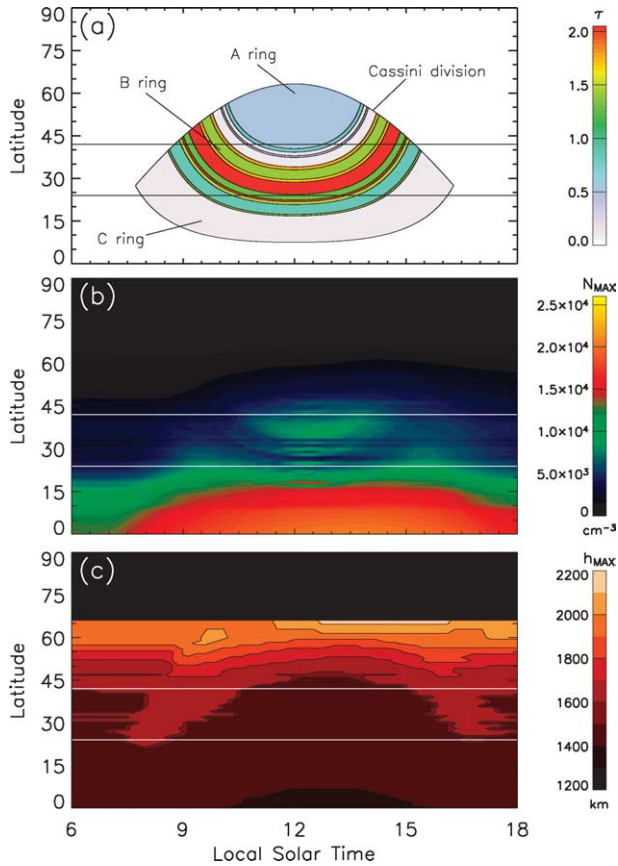 (a)
τ
90
75
60
45
30
15
0
Latitude
A ring
B ring
Cassini division
C ring
2.0
1.5
1.0
0.5
0.0
(b)
N_MAX
90
75
60
45
30
15
0
Latitude
2.5×10⁴
2.0×10⁴
1.5×10⁴
1.0×10⁴
5.0×10³
0
cm⁻³
(c)
h_MAX
90
75
60
45
30
15
0
Latitude
2200
2000
1800
1600
1400
1200
km
6 9 12 15 18
Local Solar Time